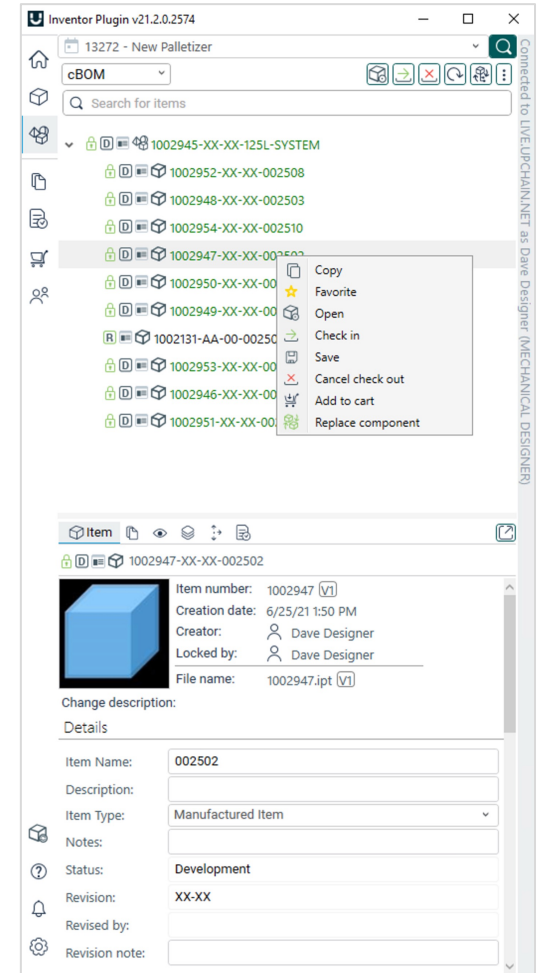 Inventor Plugin v21.2.0.2574
13272 - New Palletizer
cBOM
Search for items
D 1002945-XX-XX-125L-SYSTEM
D 1002952-XX-XX-002508
D 1002948-XX-XX-002503
D 1002954-XX-XX-002510
D 1002947-XX-XX-002502
D 1002950-XX-XX-00
D 1002949-XX-XX-00
R 1002131-AA-00-00250
D 1002953-XX-XX-00
D 1002946-XX-XX-00
D 1002951-XX-XX-00
Copy
Favorite
Open
Check in
Save
Cancel check out
Add to cart
Replace component
Connected to LIVE.UPCHAIN.NET as Dave Designer (MECHANICAL DESIGNER)
Item
D 1002947-XX-XX-002502
Item number: 1002947 V1
Creation date: 6/25/21 1:50 PM
Creator: Dave Designer
Locked by: Dave Designer
File name: 1002947.ipt V1
Change description:
Details
Item Name: 002502
Description:
Item Type: Manufactured Item
Notes:
Status: Development
Revision: XX-XX
Revised by:
Revision note: